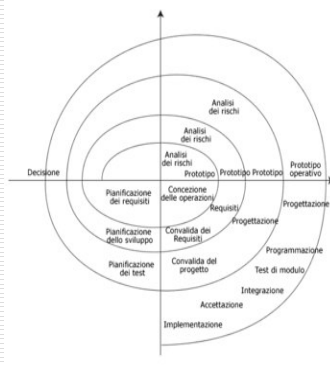 Analisi
dei rischi
Analisi
dei rischi
Analisi
dei rischi
Decisione
Prototipo
Prototipo
Prototipo
Prototipo
operativo
Pianificazione
dei requisiti
Concezione
delle operazioni
Requisiti
Progettazione
Progettazione
Pianificazione
dello sviluppo
Convalida dei
Requisiti
Pianificazione
dei test
Convalida del
progetto
Programmazione
Test di modulo
Integrazione
Accettazione
Implementazione